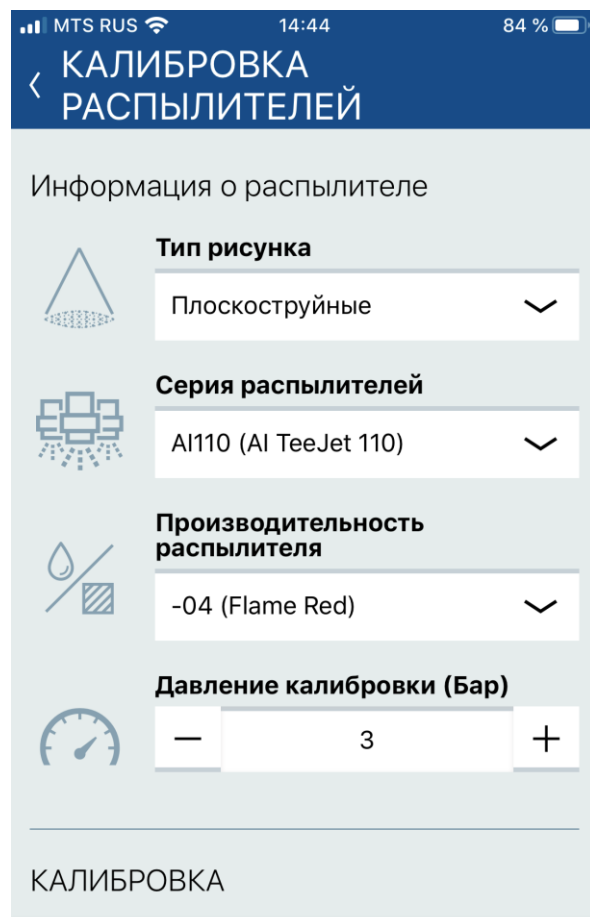 MTS RUS 14:44 84 %
КАЛИБРОВКА
РАСПЫЛИТЕЛЕЙ
Информация о распылителе
Тип рисунка
Плоскоструйные
Серия распылителей
AI110 (AI TeeJet 110)
Производительность
распылителя
-04 (Flame Red)
Давление калибровки (Бар)
− 3 +
КАЛИБРОВКА